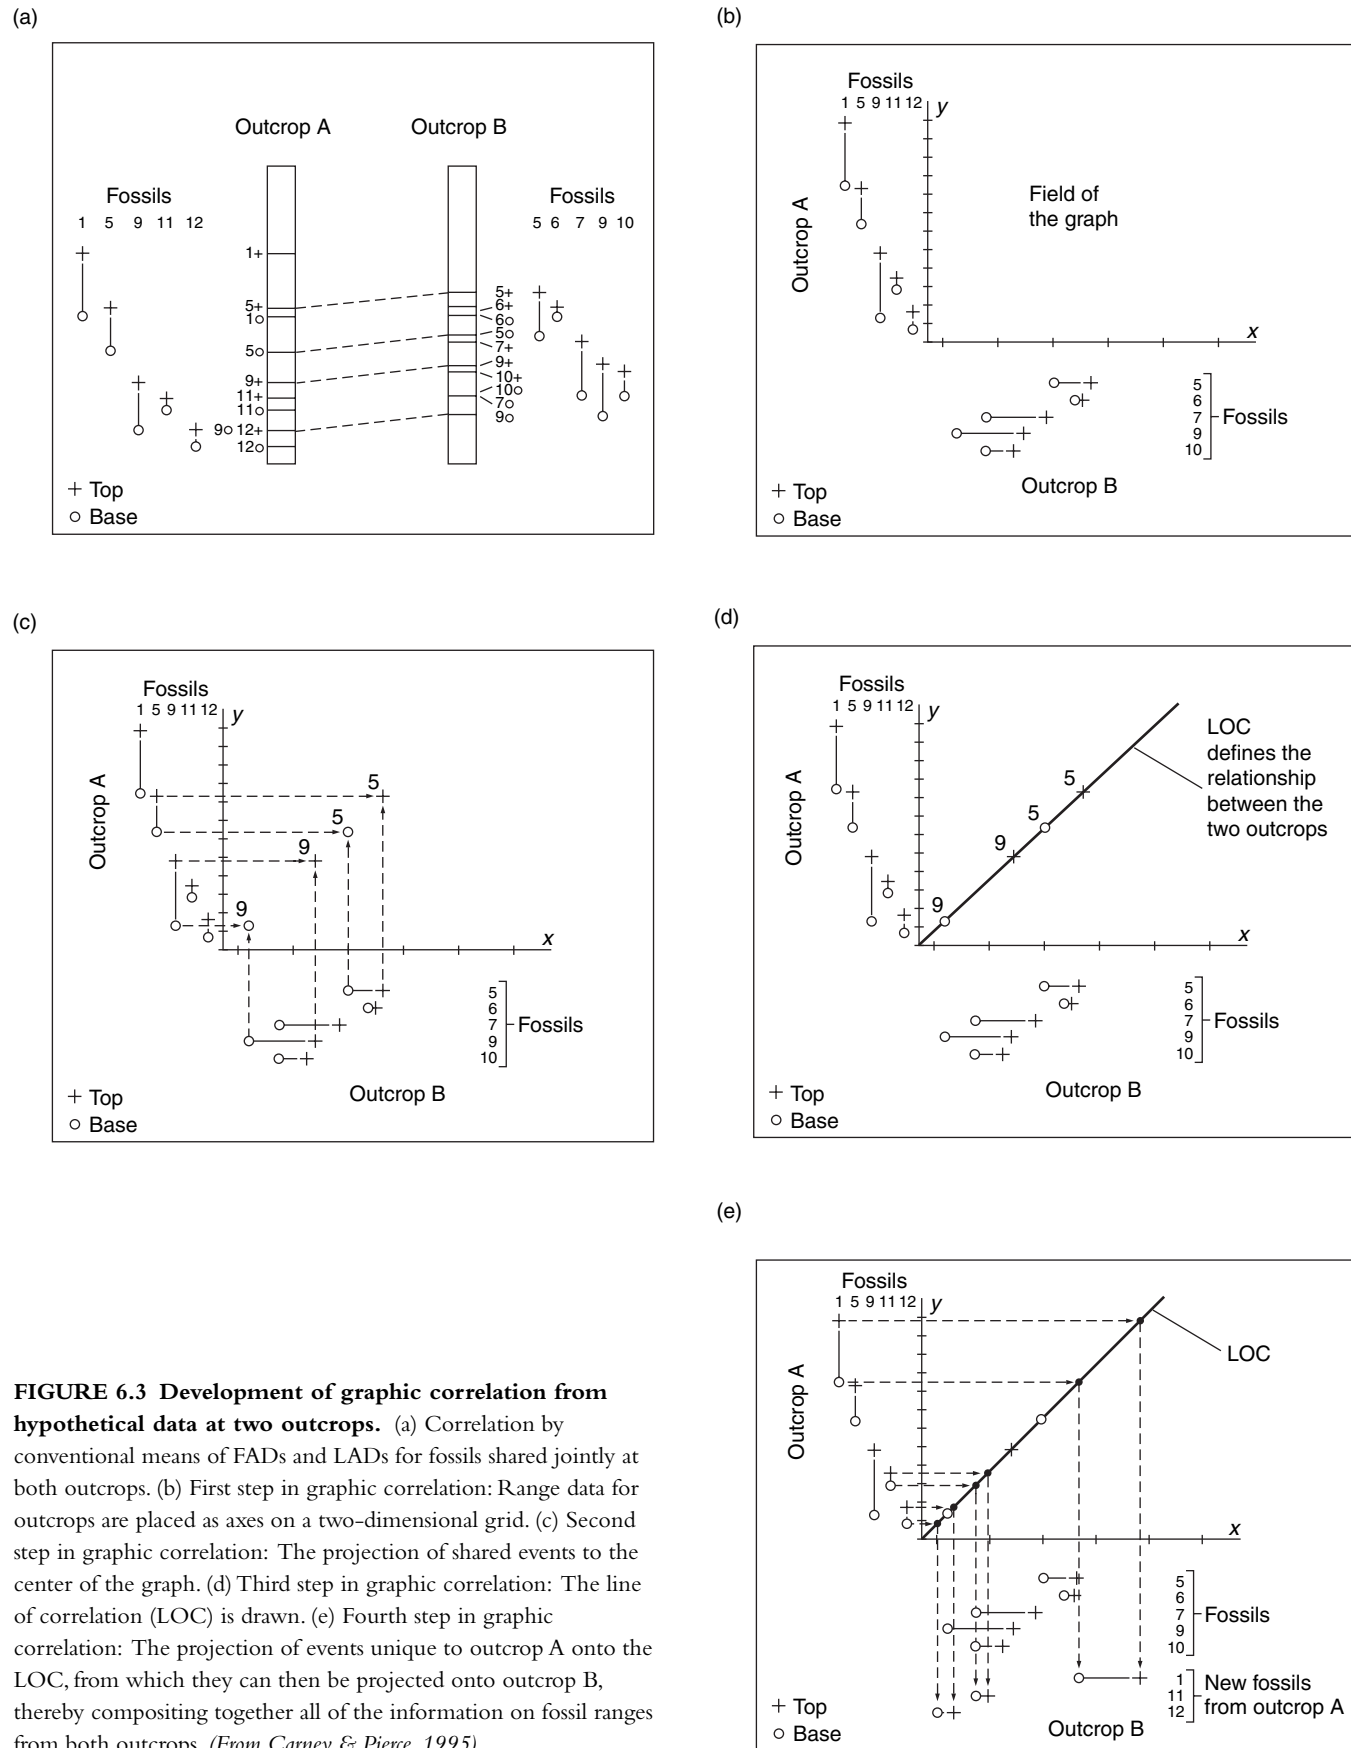 (a)
Outcrop A
Outcrop B
Fossils
1 5 9 11 12
Fossils
5 6 7 9 10
1+
5+
1o
5o
9+
11+
11o
9o 12+
12o
5+
6+
6o
5o
7+
9+
10+
10o
7o
9o
+ Top
o Base
(b)
Fossils
1 5 9 11 12
y
Outcrop A
Field of
the graph
x
5
6
7
9
10
Fossils
Outcrop B
+ Top
o Base
(c)
Fossils
1 5 9 11 12
y
Outcrop A
5
5
9
9
x
5
6
7
9
10
Fossils
Outcrop B
+ Top
o Base
(d)
Fossils
1 5 9 11 12
y
Outcrop A
LOC
defines the
relationship
between the
two outcrops
5
5
9
9
x
5
6
7
9
10
Fossils
Outcrop B
+ Top
o Base
(e)
Fossils
1 5 9 11 12
y
Outcrop A
LOC
x
5
6
7
9
10
Fossils
1
11
12
New fossils
from outcrop A
Outcrop B
+ Top
o Base
FIGURE 6.3 Development of graphic correlation from
hypothetical data at two outcrops. (a) Correlation by
conventional means of FADs and LADs for fossils shared jointly at
both outcrops. (b) First step in graphic correlation: Range data for
outcrops are placed as axes on a two-dimensional grid. (c) Second
step in graphic correlation: The projection of shared events to the
center of the graph. (d) Third step in graphic correlation: The line
of correlation (LOC) is drawn. (e) Fourth step in graphic
correlation: The projection of events unique to outcrop A onto the
LOC, from which they can then be projected onto outcrop B,
thereby compositing together all of the information on fossil ranges
from both outcrops. (From Carney & Pierce, 1995)